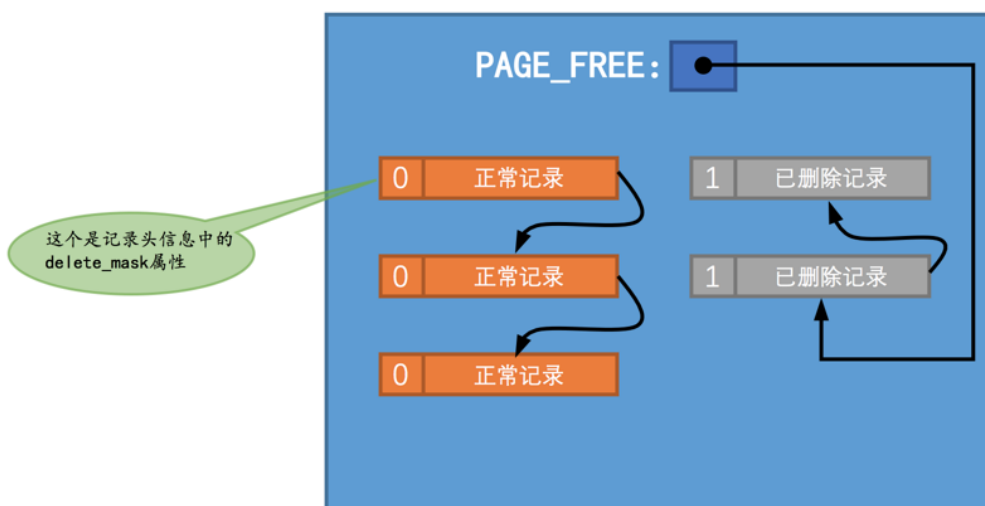 PAGE_FREE:
0 正常记录
1 已删除记录
这个是记录头信息中的
delete_mask属性
0 正常记录
1 已删除记录
0 正常记录